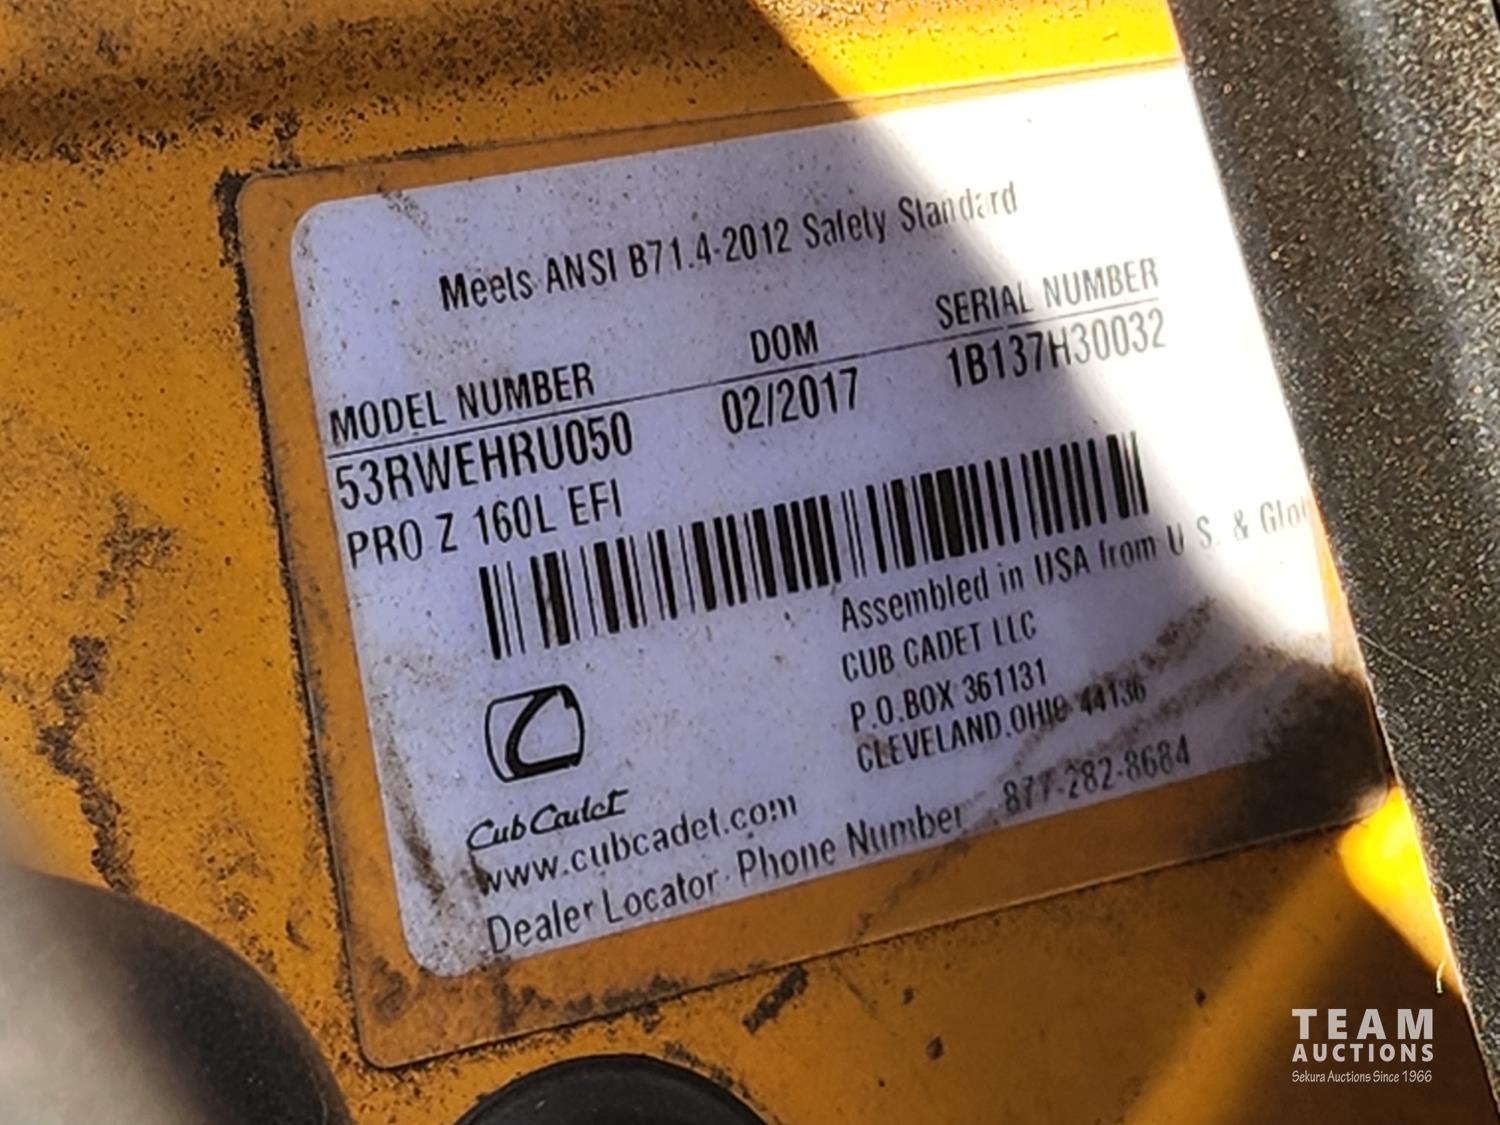 Meets ANSI B71.4-2012 Safety Standard
MODEL NUMBER DOM SERIAL NUMBER
53RWEHRU050 02/2017 1B137H30032
PRO Z 160L EFI
Assembled in USA from U.S. & Glo
CUB CADET LLC
P.O.BOX 361131
CLEVELAND,OHIO 44136
Cub Cadet
www.cubcadet.com
Dealer Locator Phone Number 877-282-8684
TEAM
AUCTIONS
Sekura Auctions Since 1966